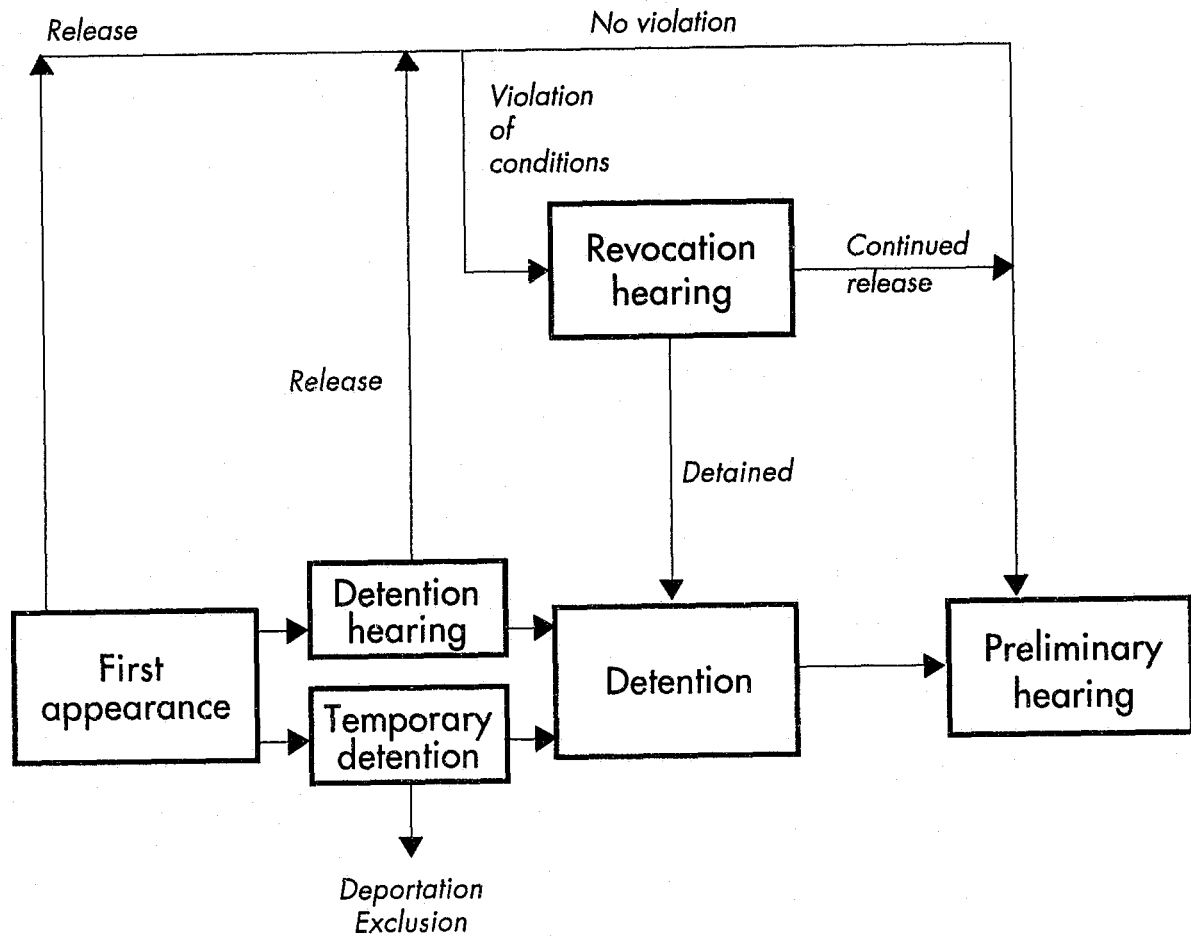 Release
No violation
Violation
of
conditions
Revocation
hearing
Continued
release
Release
Detained
Detention
hearing
First
appearance
Temporary
detention
Detention
Preliminary
hearing
Deportation
Exclusion